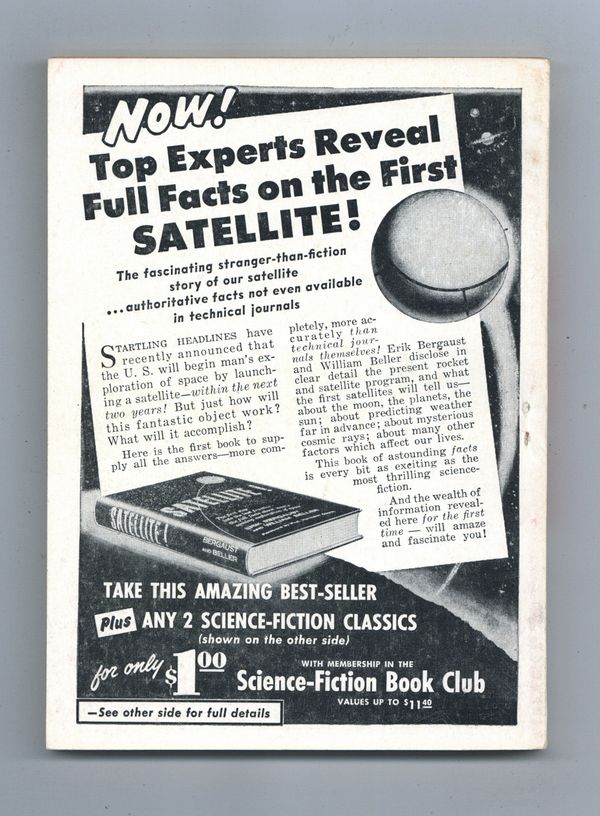 Now!
Top Experts Reveal
Full Facts on the First
SATELLITE!
The fascinating stranger-than-fiction
story of our satellite
...authoritative facts not even available
in technical journals
STARTLING HEADLINES have
recently announced that
the U. S. will begin man's ex-
ploration of space by launch-
ing a satellite—within the next
two years! But just how will
this fantastic object work?
What will it accomplish?
Here is the first book to sup-
ply all the answers—more com-
pletely, more ac-
curately than
technical jour-
nals themselves! Erik Bergaust
and William Beller disclose in
clear detail the present rocket
and satellite program, and what
the first satellites will tell us—
about the moon, the planets, the
sun; about predicting weather
far in advance; about mysterious
cosmic rays; about many other
factors which affect our lives.
This book of astounding facts
is every bit as exciting as the
most thrilling science-
fiction.
And the wealth of
information reveal-
ed here for the first
time — will amaze
and fascinate you!
SATELLITE!
SATELLITE!
BERGAUST
AND BELLER
TAKE THIS AMAZING BEST-SELLER
Plus ANY 2 SCIENCE-FICTION CLASSICS
(shown on the other side)
for only $1.00
WITH MEMBERSHIP IN THE
Science-Fiction Book Club
VALUES UP TO $11.40
—See other side for full details